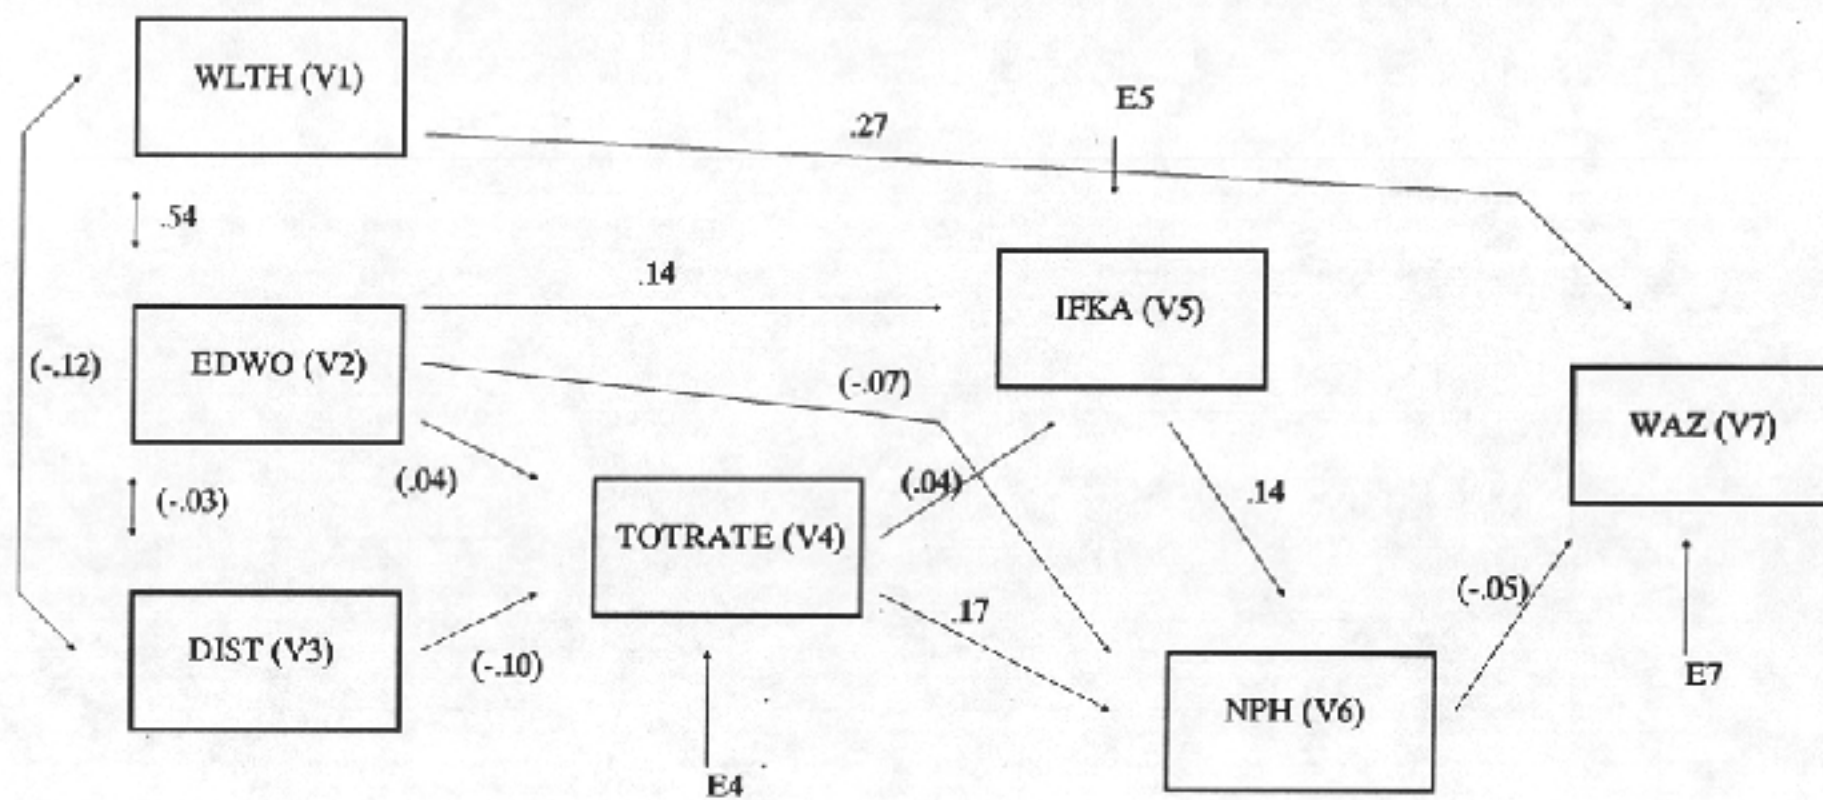 WLTH (V1)
E5
.27
.54
.14
IFKA (V5)
(-.12)
EDWO (V2)
(-.07)
WAZ (V7)
(.04)
(.04)
.14
(-.03)
TOTRATE (V4)
(-.05)
.17
DIST (V3)
(-.10)
E7
NPH (V6)
E4